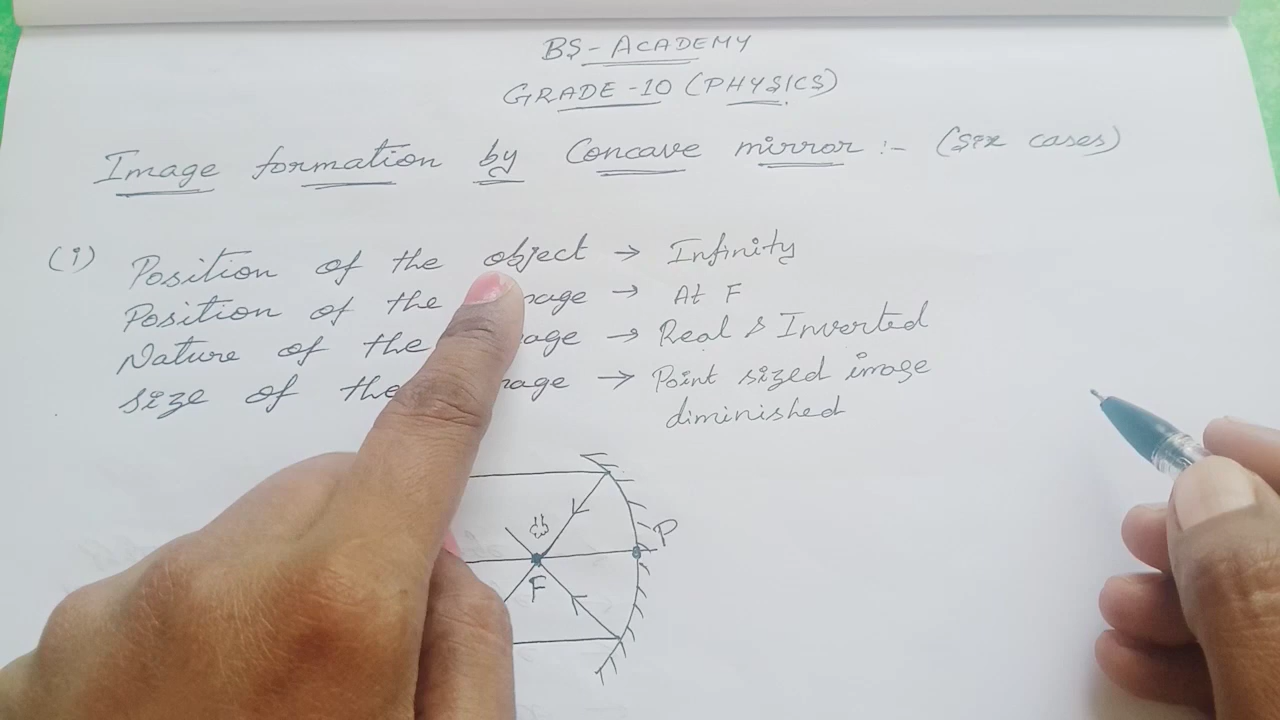 BS-ACADEMY
GRADE-10 (PHYSICS)
Image formation by Concave mirror :- (Six cases)
(i) Position of the object → Infinity
Position of the → At F
Nature of the → Real & Inverted
Size of the → Point sized image
diminished
P
F